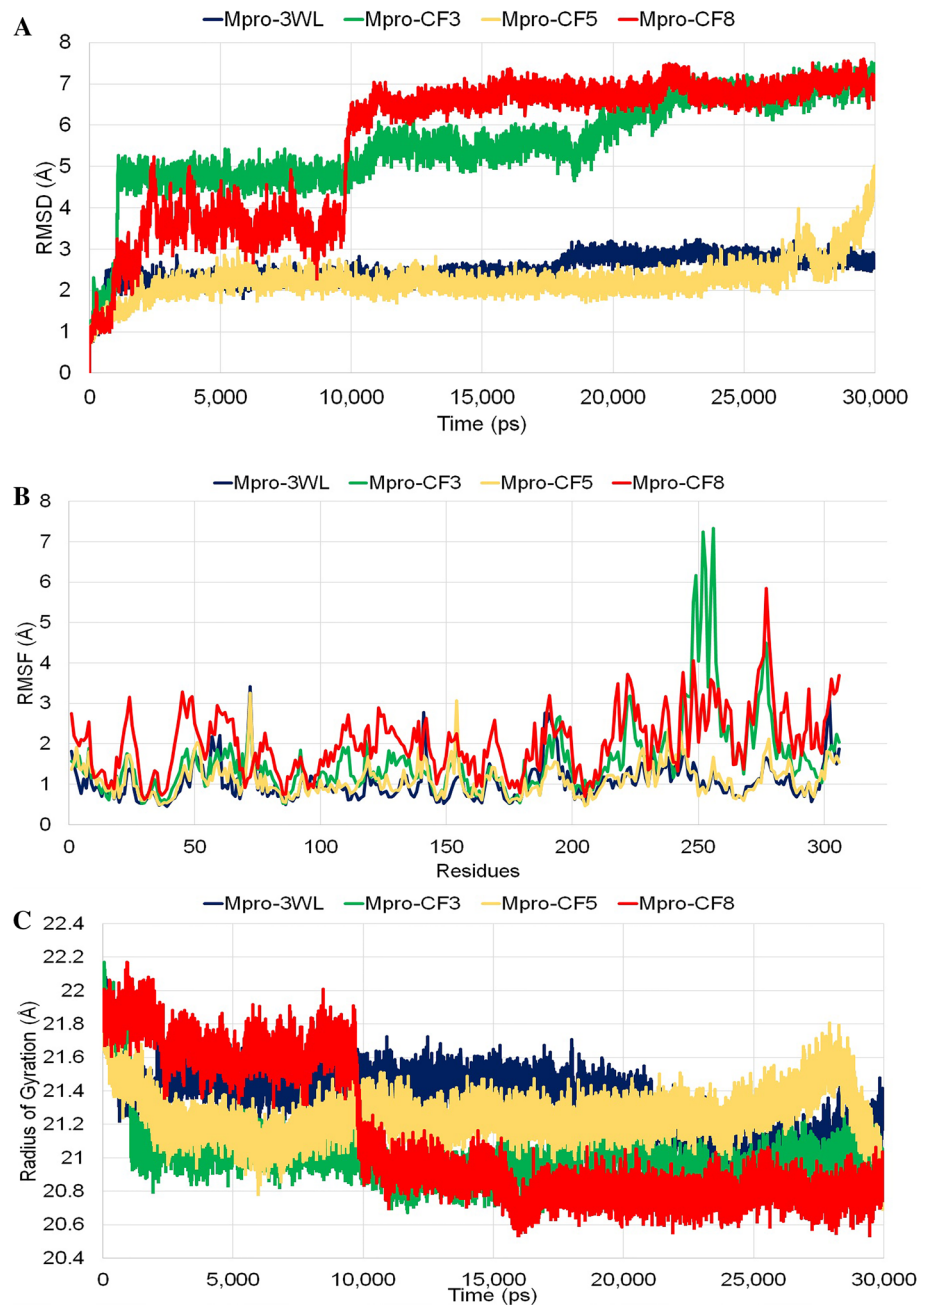 A
Mpro-3WL Mpro-CF3 Mpro-CF5 Mpro-CF8
8
7
6
5
4
3
2
1
0
RMSD (Å)
0 5,000 10,000 15,000 20,000 25,000 30,000
Time (ps)
B
Mpro-3WL Mpro-CF3 Mpro-CF5 Mpro-CF8
8
7
6
5
4
3
2
1
0
RMSF (Å)
0 50 100 150 200 250 300
Residues
C
Mpro-3WL Mpro-CF3 Mpro-CF5 Mpro-CF8
22.4
22.2
22
21.8
21.6
21.4
21.2
21
20.8
20.6
20.4
Radius of Gyration (Å)
0 5,000 10,000 15,000 20,000 25,000 30,000
Time (ps)